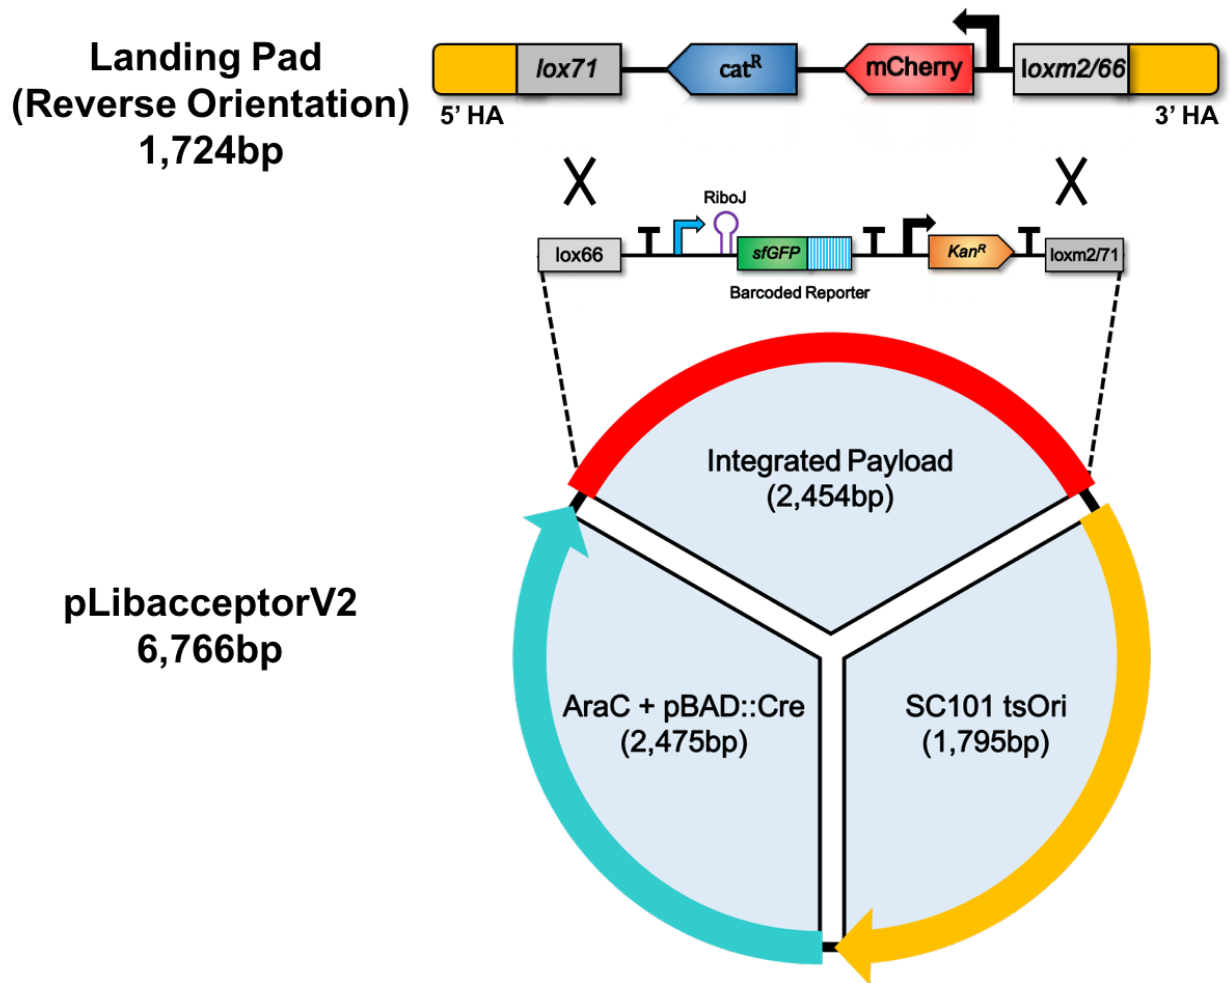 Landing Pad
(Reverse Orientation)
1,724bp
lox71
catR
mCherry
loxm2/66
5’ HA
3’ HA
X
X
RiboJ
lox66
T
sfGFP
T
KanR
T
loxm2/71
Barcoded Reporter
Integrated Payload
(2,454bp)
pLibacceptorV2
6,766bp
AraC + pBAD::Cre
(2,475bp)
SC101 tsOri
(1,795bp)